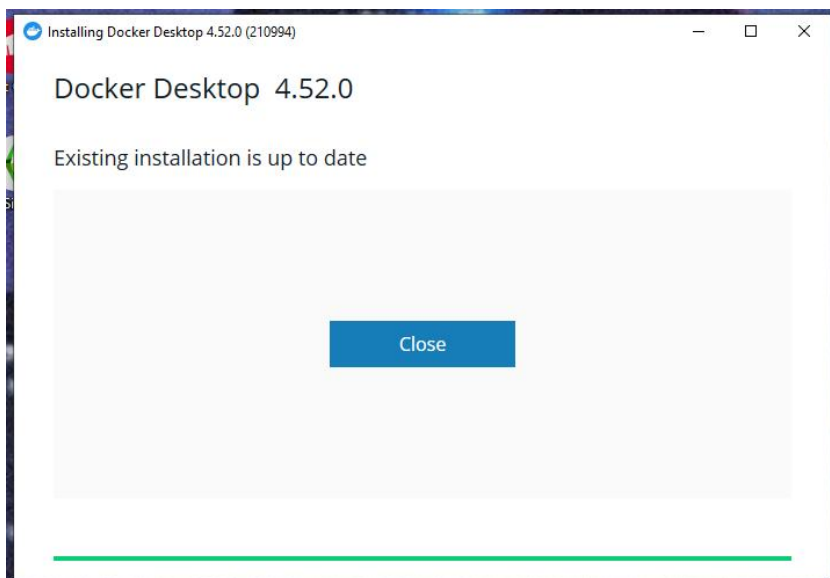 Installing Docker Desktop 4.52.0 (210994)
Docker Desktop 4.52.0
Existing installation is up to date
Close